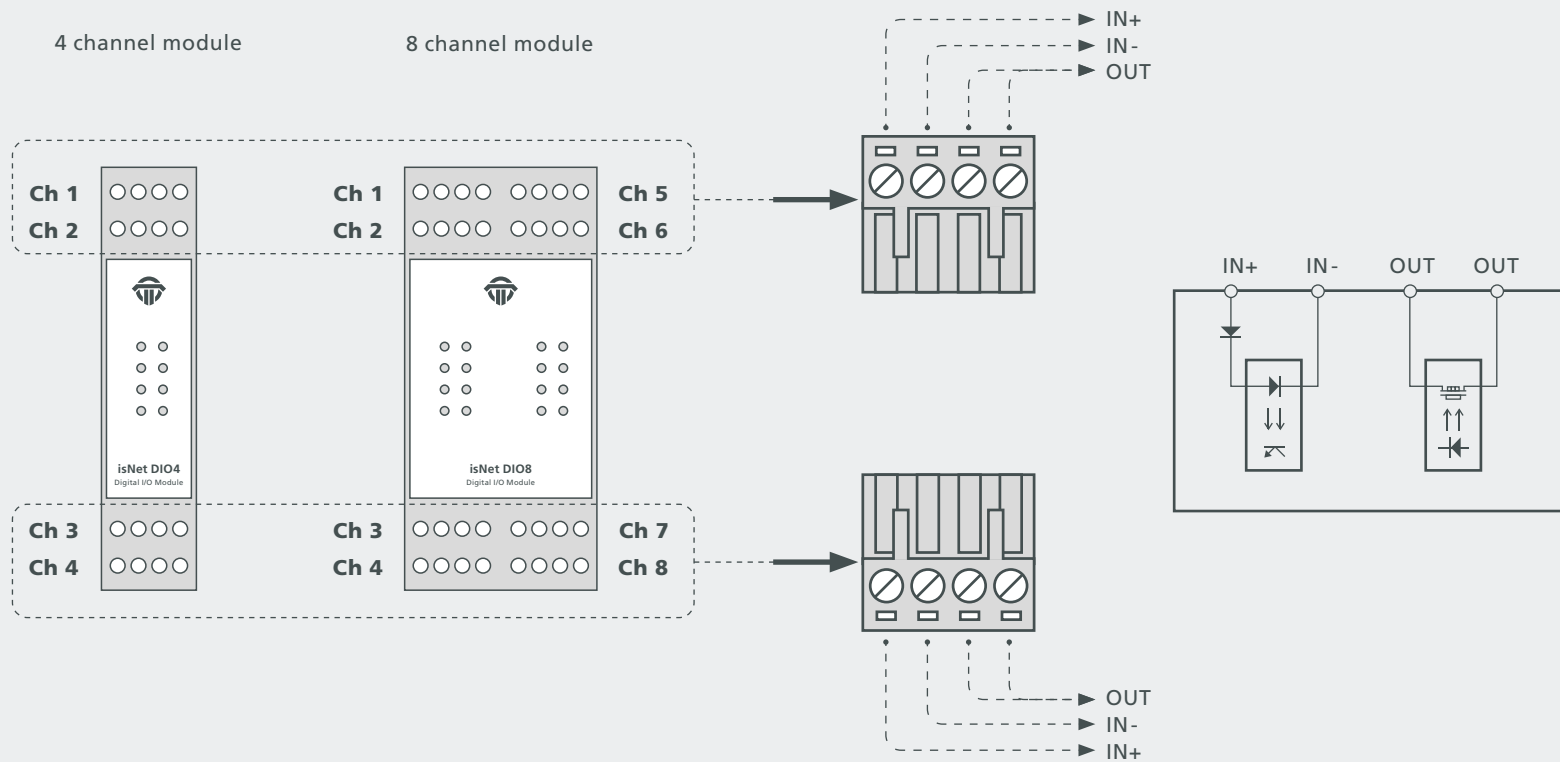 4 channel module
8 channel module
Ch 1
Ch 2
Ch 1
Ch 2
Ch 5
Ch 6
isNet DIO4
Digital I/O Module
isNet DIO8
Digital I/O Module
Ch 3
Ch 4
Ch 3
Ch 4
Ch 7
Ch 8
IN+
IN-
OUT
OUT
IN-
IN+
IN+ IN- OUT OUT